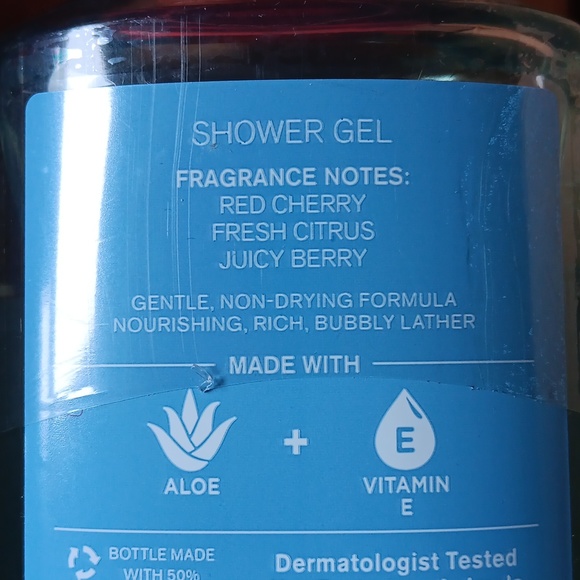 SHOWER GEL
FRAGRANCE NOTES:
RED CHERRY
FRESH CITRUS
JUICY BERRY
GENTLE, NON-DRYING FORMULA
NOURISHING, RICH, BUBBLY LATHER
MADE WITH
E
ALOE + VITAMIN
E
BOTTLE MADE
WITH 50%
Dermatologist Tested